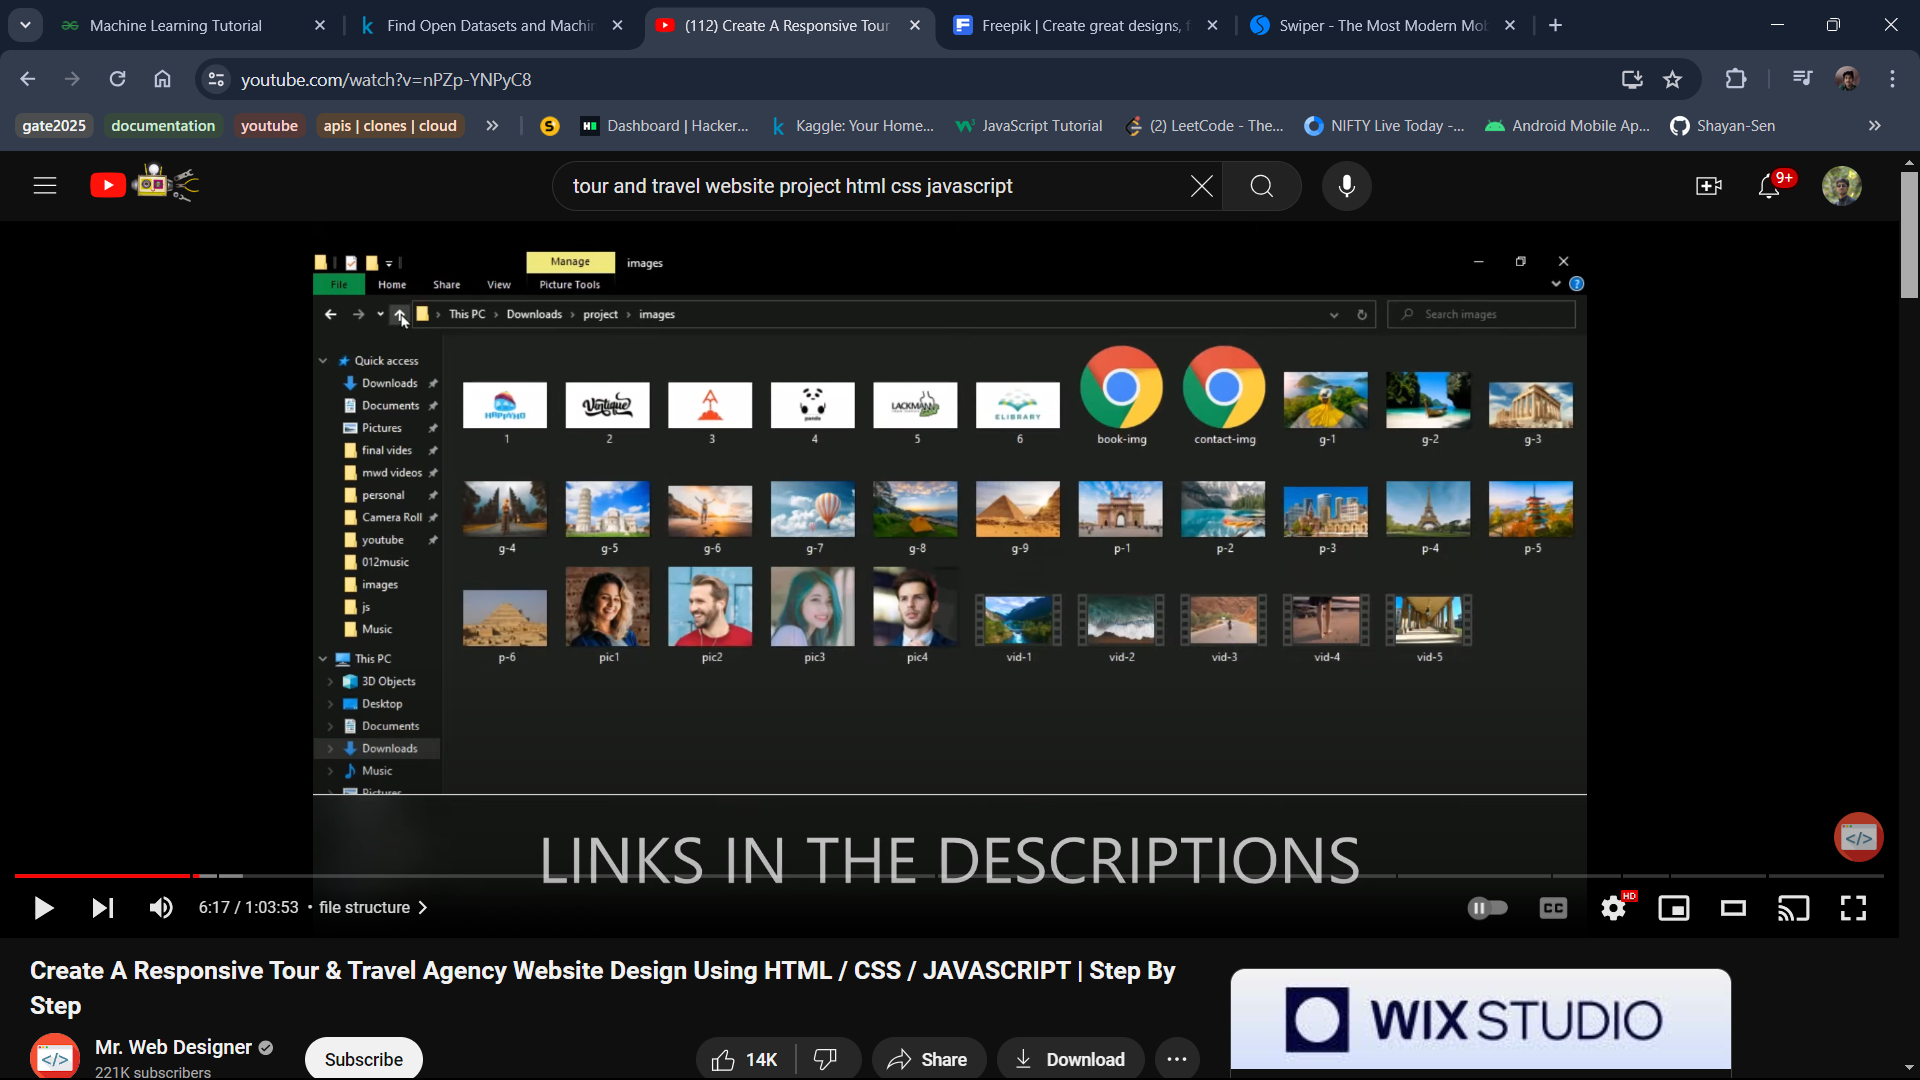 Machine Learning Tutorial
Find Open Datasets and Machin
(112) Create A Responsive Tour
Freepik | Create great designs, f
Swiper - The Most Modern Mob
youtube.com/watch?v=nPZp-YNPyC8
gate2025 documentation youtube apis | clones | cloud
Dashboard | Hacker...
Kaggle: Your Home...
JavaScript Tutorial
(2) LeetCode - The...
NIFTY Live Today -...
Android Mobile Ap...
Shayan-Sen
tour and travel website project html css javascript
9+
Manage images
File Home Share View Picture Tools
This PC > Downloads > project > images
Search images
Quick access
Downloads
Documents
Pictures
final vides
mwd videos
personal
Camera Roll
youtube
012music
images
js
Music
This PC
3D Objects
Desktop
Documents
Downloads
Music
Pictures
HAPPYHO Vintique panda LACKMANN ELIBRARY
1 2 3 4 5 6 book-img contact-img g-1 g-2 g-3
g-4 g-5 g-6 g-7 g-8 g-9 p-1 p-2 p-3 p-4 p-5
p-6 pic1 pic2 pic3 pic4 vid-1 vid-2 vid-3 vid-4 vid-5
LINKS IN THE DESCRIPTIONS
6:17 / 1:03:53 • file structure
CC
HD
Create A Responsive Tour & Travel Agency Website Design Using HTML / CSS / JAVASCRIPT | Step By
Step
Mr. Web Designer
221K subscribers
Subscribe
14K
Share
Download
WIX STUDIO